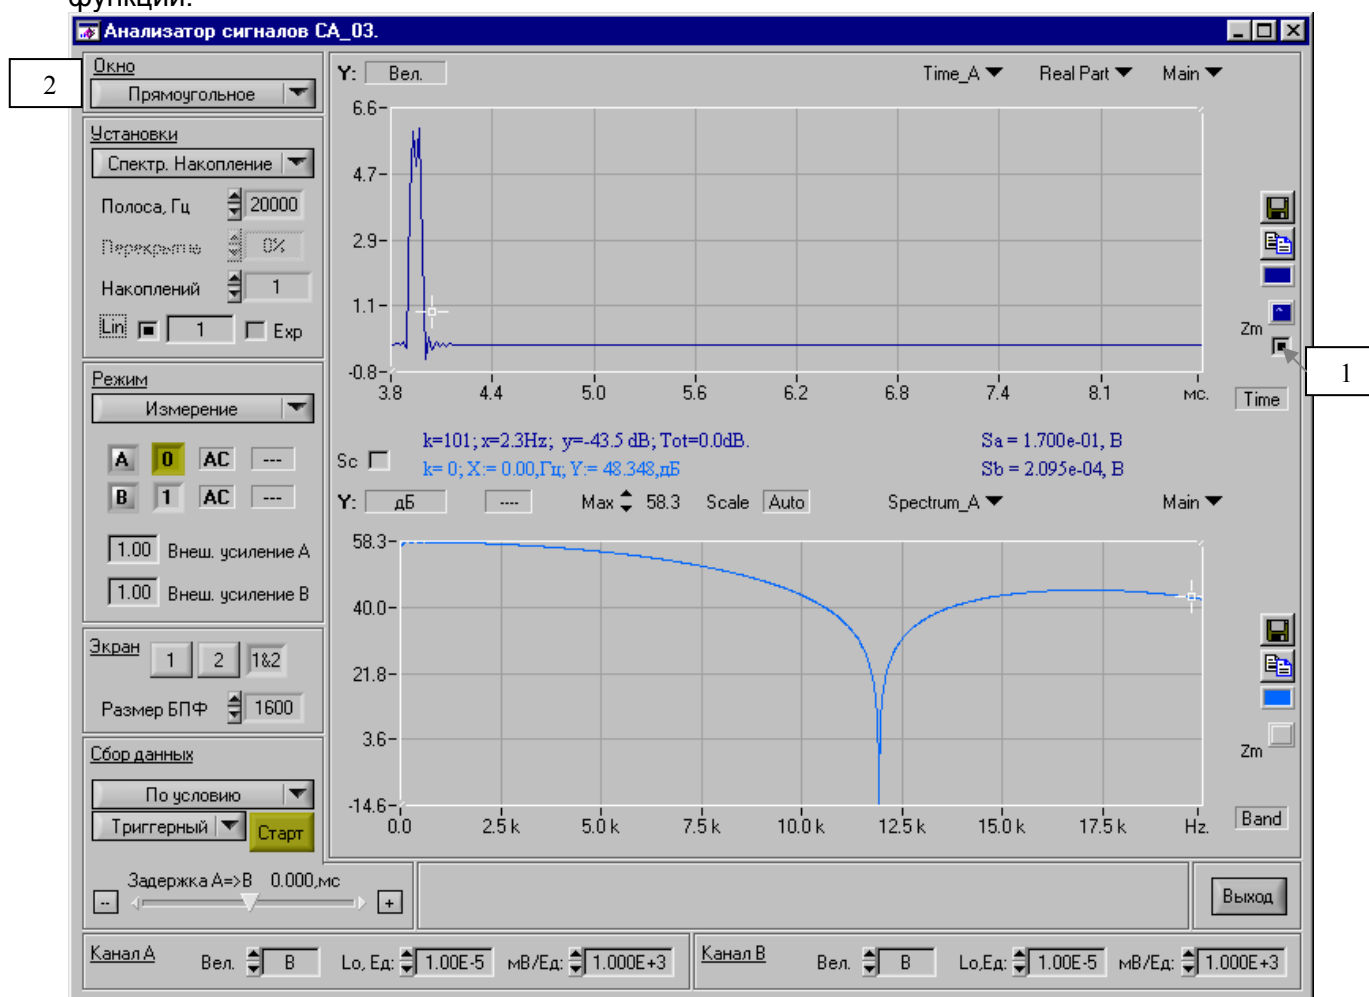 функции.
Анализатор сигналов СА_03.
2
Окно
Прямоугольное
Установки
Спектр. Накопление
Полоса, Гц 20000
Перекрытие 0%
Накоплений 1
Lin 1 Exp
Режим
Измерение
A 0 AC ---
B 1 AC ---
1.00 Внеш. усиление А
1.00 Внеш. усиление В
Экран 1 2 1&2
Размер БПФ 1600
Сбор данных
По условию
Триггерный Старт
Y: Вел. Time_A Real Part Main
6.6
4.7
2.9
1.1
-0.8
3.8 4.4 5.0 5.6 6.2 6.8 7.4 8.1 мс.
Zm
1
Time
k=101; x=2.3Hz; y=-43.5 dB; Tot=0.0dB. Sa = 1.700e-01, В
Sc k= 0; X:= 0.00,Гц; Y:= 48.348,дБ Sb = 2.095e-04, В
Y: дБ ---- Max 58.3 Scale Auto Spectrum_A Main
58.3
40.0
21.8
3.6
-14.6
0.0 2.5 k 5.0 k 7.5 k 10.0 k 12.5 k 15.0 k 17.5 k Hz.
Zm
Band
Задержка А=>В 0.000,мс
-- +
Выход
Канал А Вел. В Lo, Ед: 1.00E-5 мВ/Ед: 1.000E+3
Канал В Вел. В Lo,Ед: 1.00E-5 мВ/Ед: 1.000E+3